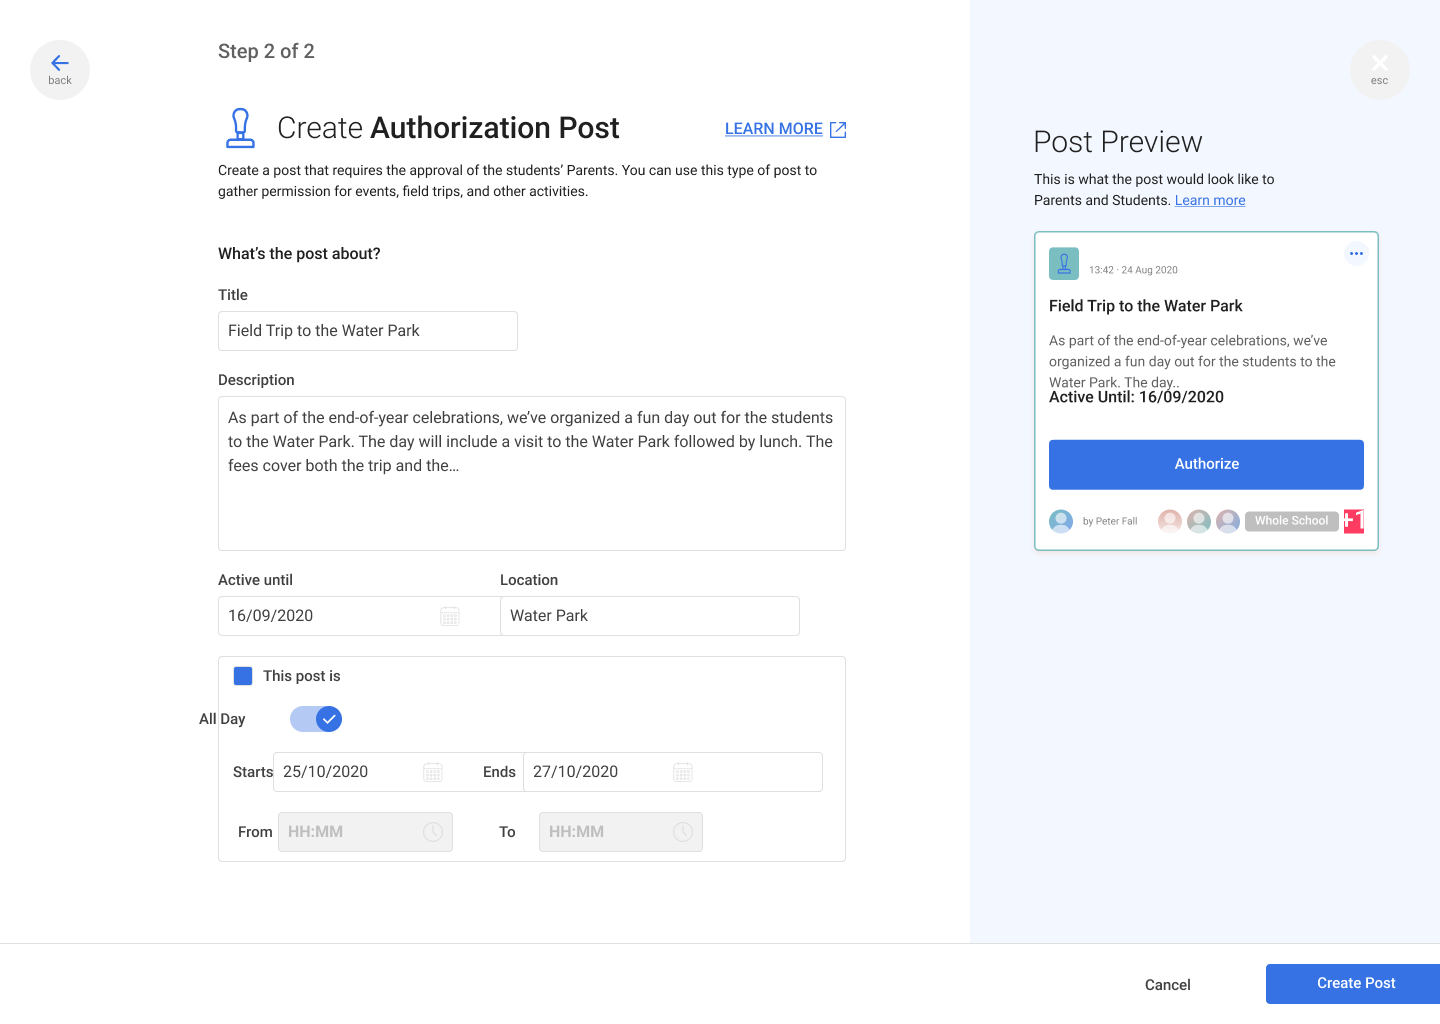 Step 2 of 2
back
esc
Create Authorization Post
LEARN MORE
Create a post that requires the approval of the students’ Parents. You can use this type of post to
gather permission for events, field trips, and other activities.
What’s the post about?
Title
Field Trip to the Water Park
Description
As part of the end-of-year celebrations, we’ve organized a fun day out for the students
to the Water Park. The day will include a visit to the Water Park followed by lunch. The
fees cover both the trip and the...
Active until
Location
16/09/2020
Water Park
This post is
All Day
Starts
25/10/2020
Ends
27/10/2020
From
HH:MM
To
HH:MM
Post Preview
This is what the post would look like to
Parents and Students. Learn more
13:42 · 24 Aug 2020
Field Trip to the Water Park
As part of the end-of-year celebrations, we’ve
organized a fun day out for the students to the
Water Park. The day..
Active Until: 16/09/2020
Authorize
by Peter Fall
Whole School
+1
Cancel
Create Post